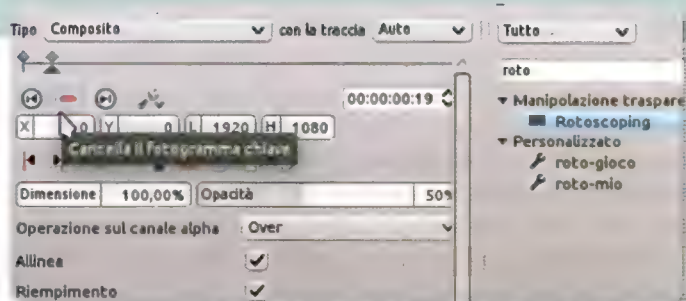 Tipo Composito con la traccia Auto
00:00:00:19
X 0 Y 0 L 1920 H 1080
Cancella il fotogramma chiave
Dimensione 100,00% Opacità 50%
Operazione sul canale alpha : Over
Allinea
Riempimento
Tutto
roto
Manipolazione traspare
Rotoscoping
Personalizzato
roto-gioco
roto-mio